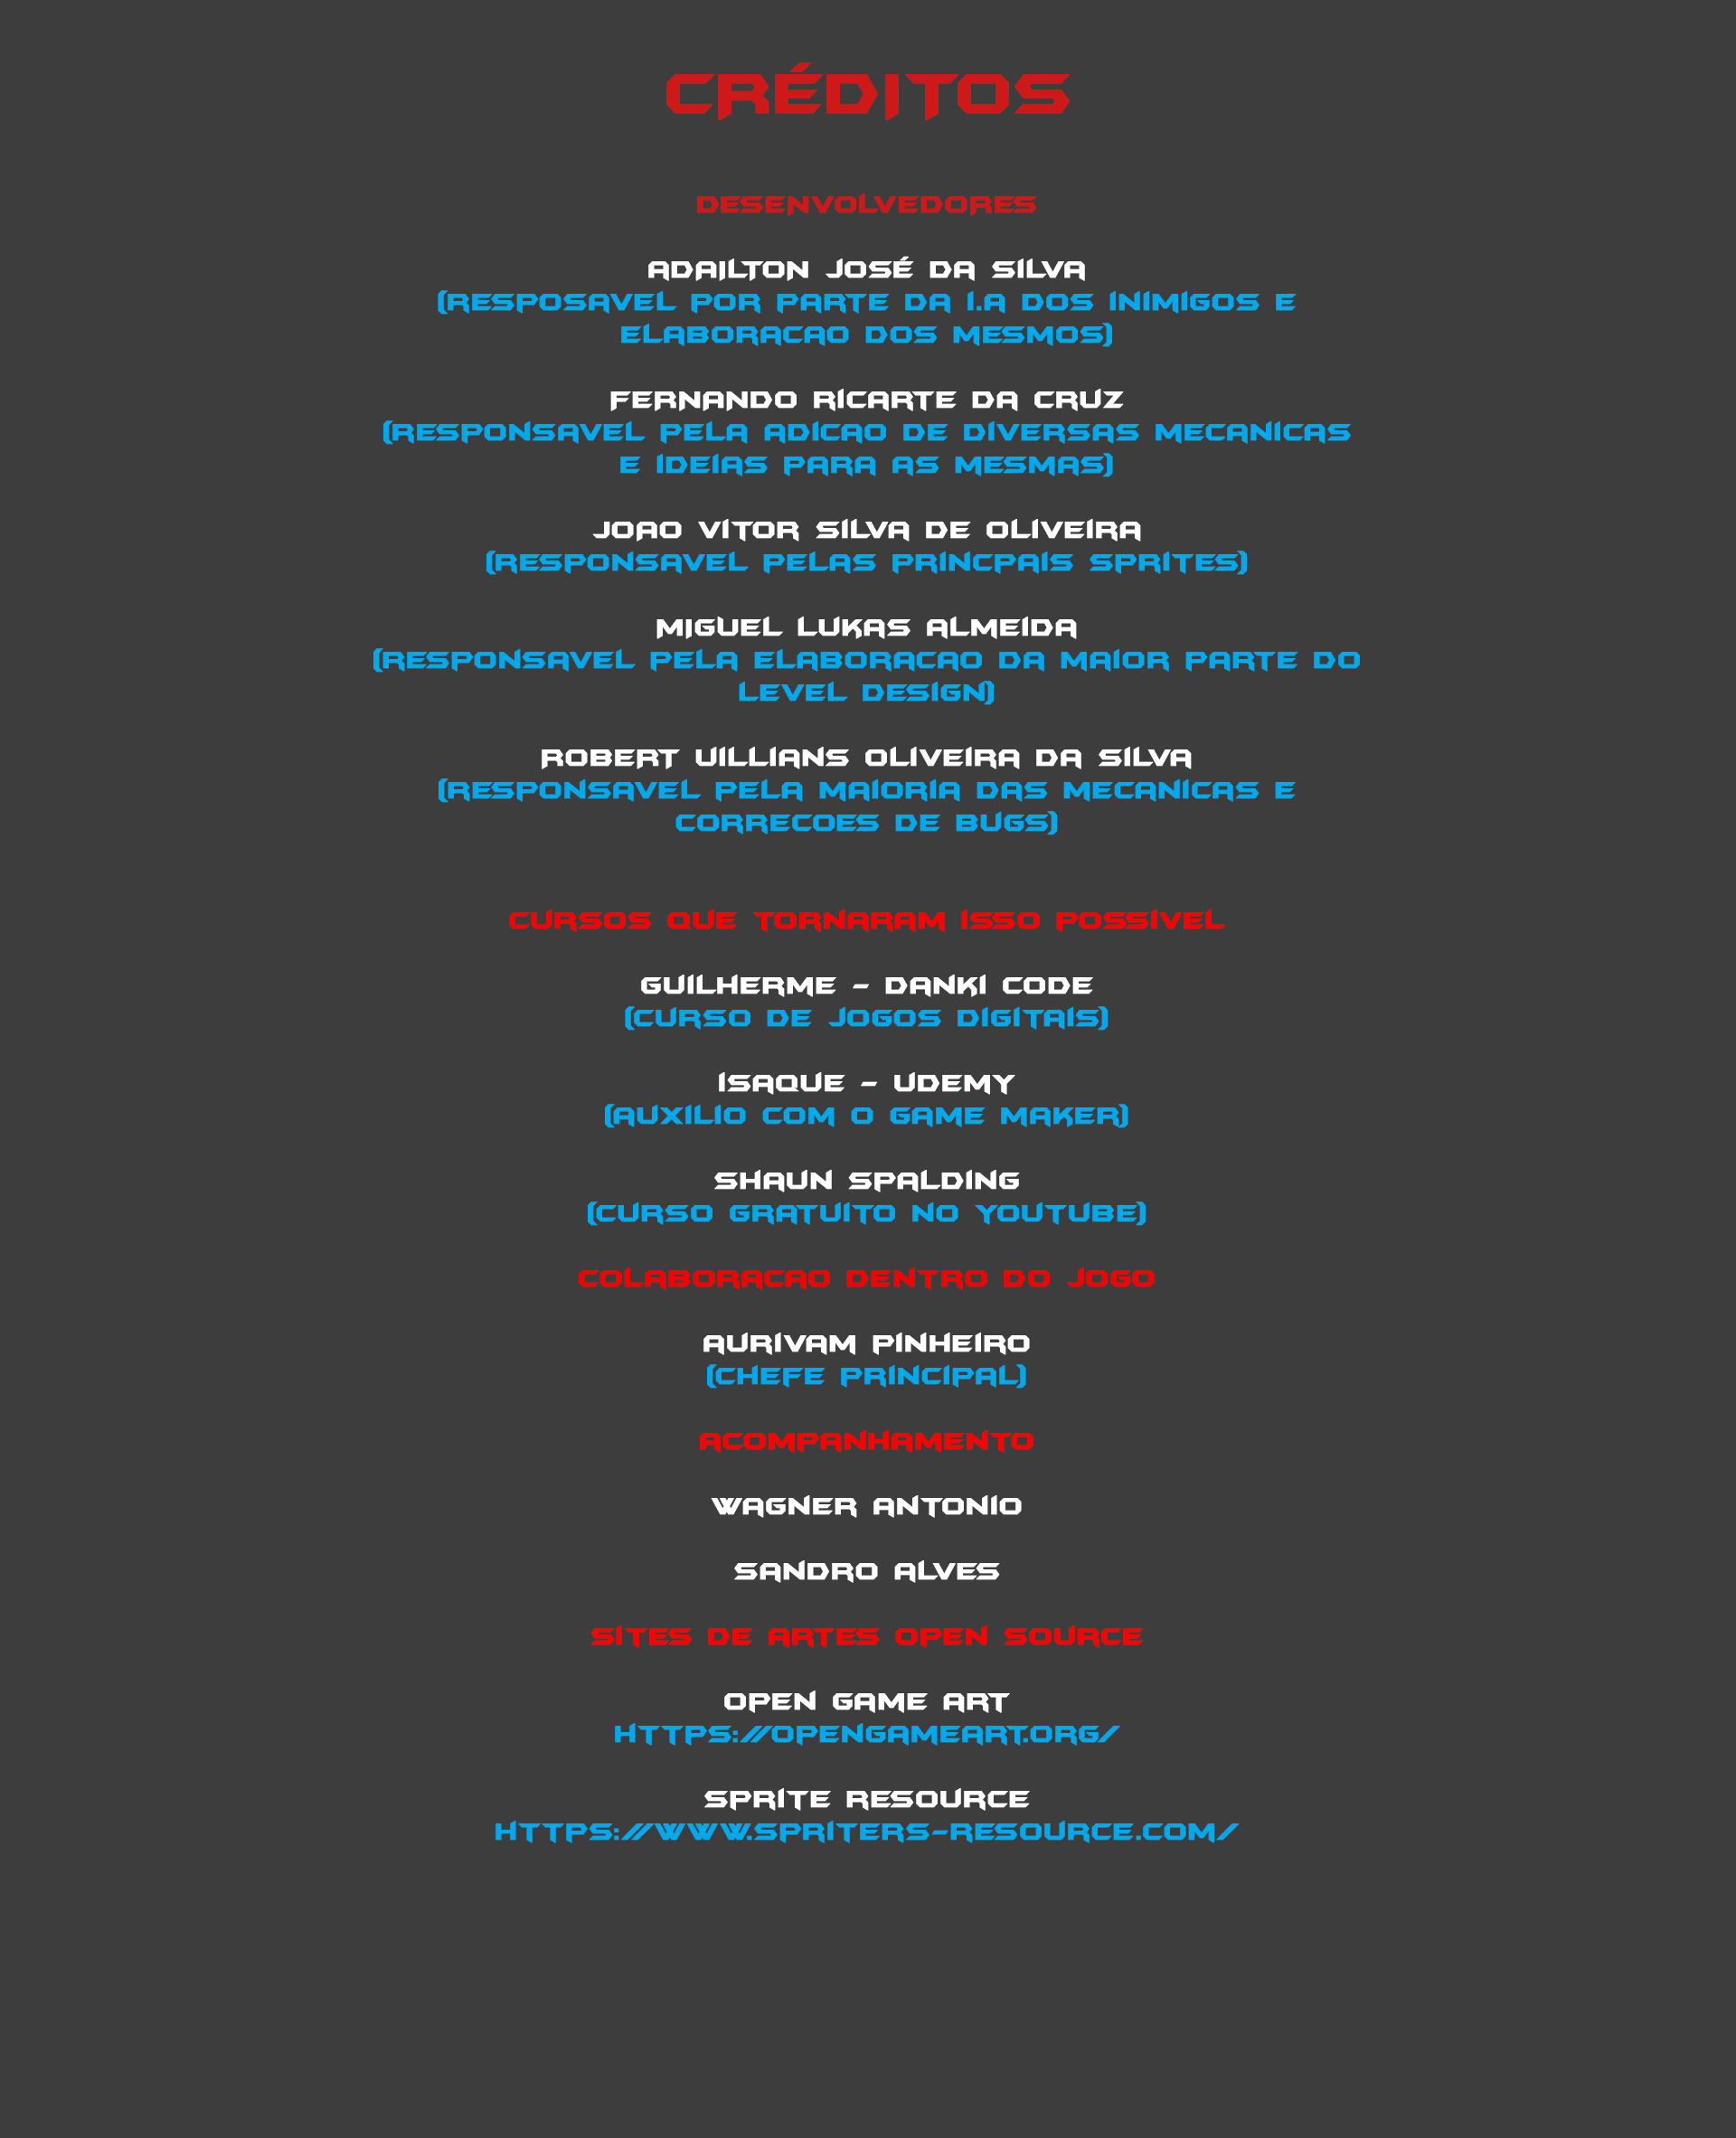 CRÉDITOS
DESENVOLVEDORES
ADAILTON JOSÉ DA SILVA
(RESPOSAVEL POR PARTE DA I.A DOS INIMIGOS E
ELABORACAO DOS MESMOS)
FERNANDO RICARTE DA CRUZ
(RESPONSAVEL PELA ADICAO DE DIVERSAS MECANICAS
E IDEIAS PARA AS MESMAS)
JOAO VITOR SILVA DE OLIVEIRA
(RESPONSAVEL PELAS PRINCPAIS SPRITES)
MIGUEL LUKAS ALMEIDA
(RESPONSAVEL PELA ELABORACAO DA MAIOR PARTE DO
LEVEL DESIGN)
ROBERT UILLIANS OLIVEIRA DA SILVA
(RESPONSAVEL PELA MAIORIA DAS MECANICAS E
CORRECOES DE BUGS)
CURSOS QUE TORNARAM ISSO POSSIVEL
GUILHERME - DANKI CODE
(CURSO DE JOGOS DIGITAIS)
ISAQUE - UDEMY
(AUXILIO COM O GAME MAKER)
SHAUN SPALDING
(CURSO GRATUITO NO YOUTUBE)
COLABORACAO DENTRO DO JOGO
AURIVAM PINHEIRO
(CHEFE PRINCIPAL)
ACOMPANHAMENTO
WAGNER ANTONIO
SANDRO ALVES
SITES DE ARTES OPEN SOURCE
OPEN GAME ART
HTTPS://OPENGAMEART.ORG/
SPRITE RESOURCE
HTTPS://WWW.SPRITERS-RESOURCE.COM/